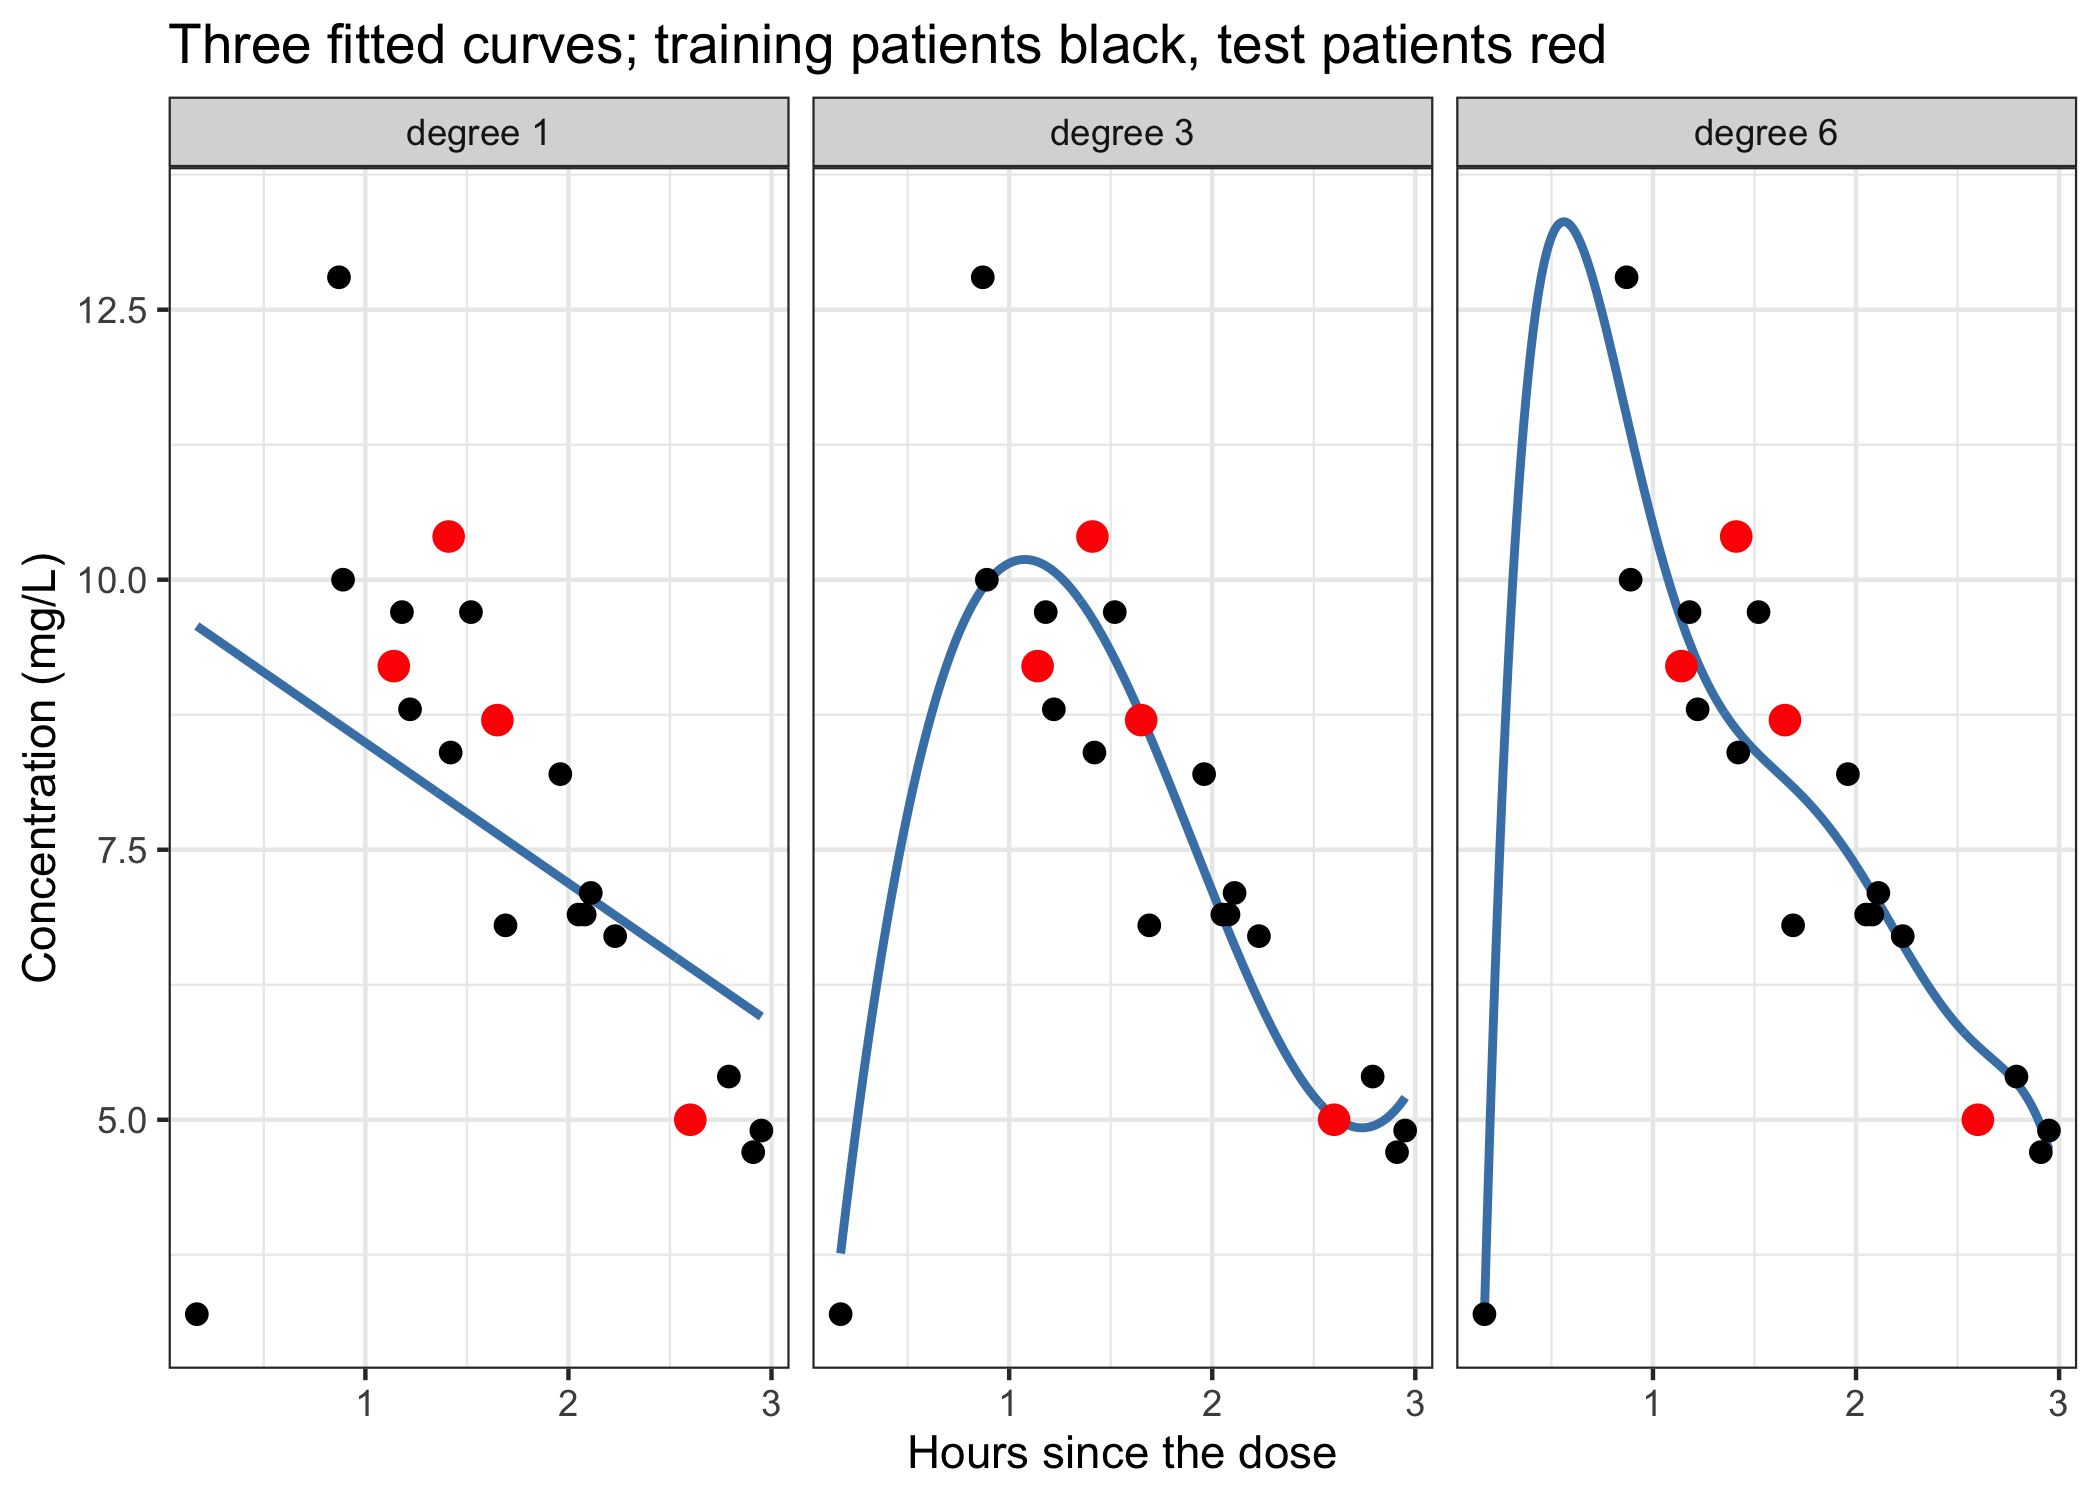 Three fitted curves; training patients black, test patients red
degree 1 degree 3 degree 6
Concentration (mg/L)
12.5
10.0
7.5
5.0
1 2 3 1 2 3 1 2 3
Hours since the dose